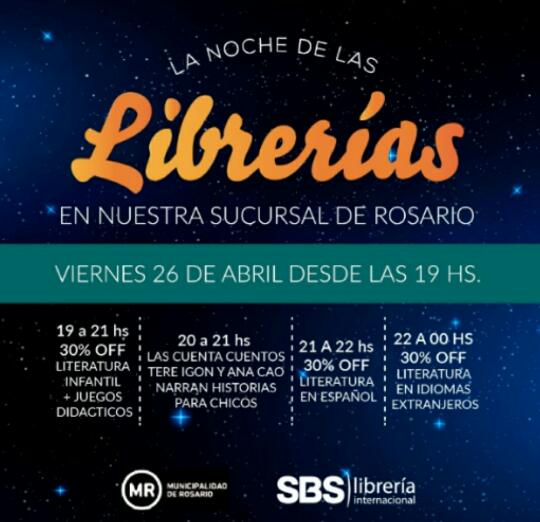 LA NOCHE DE LAS
Librerías
EN NUESTRA SUCURSAL DE ROSARIO
VIERNES 26 DE ABRIL DESDE LAS 19 HS.
19 a 21 hs
30% OFF
LITERATURA
INFANTIL
+ JUEGOS
DIDACTICOS
20 a 21 hs
LAS CUENTA CUENTOS
TERE IGON Y ANA CAO
NARRAN HISTORIAS
PARA CHICOS
21 A 22 hs
30% OFF
LITERATURA
EN ESPAÑOL
22 A 00 HS
30% OFF
LITERATURA
EN IDIOMAS
EXTRANJEROS
MR
MUNICIPALIDAD
DE ROSARIO
SBS librería
internacional